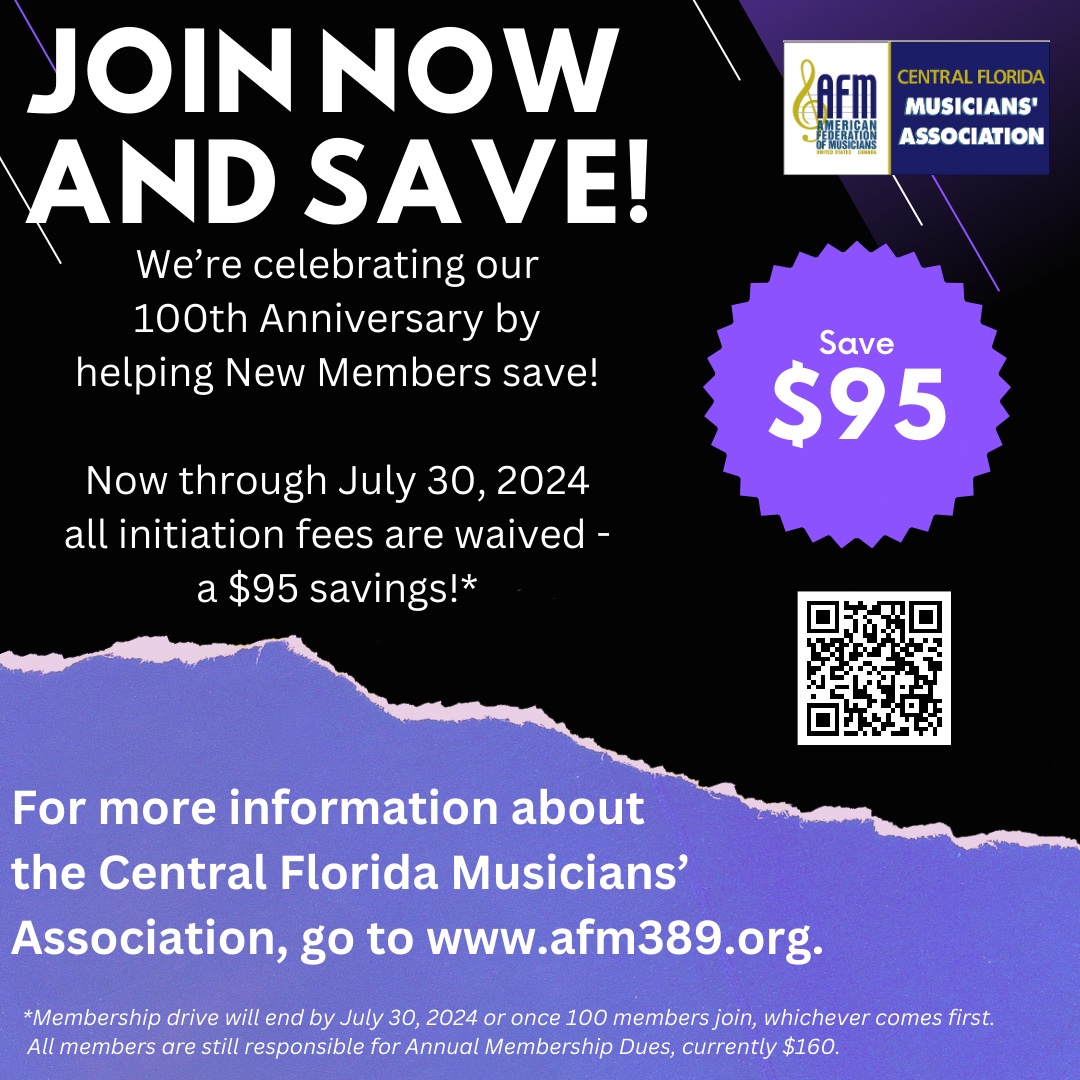 JOIN NOW
AND SAVE!
AFM
AMERICAN
FEDERATION
OF MUSICIANS
UNITED STATES CANADA
CENTRAL FLORIDA
MUSICIANS'
ASSOCIATION
We’re celebrating our
100th Anniversary by
helping New Members save!
Save
$95
Now through July 30, 2024
all initiation fees are waived -
a $95 savings!*
For more information about
the Central Florida Musicians’
Association, go to www.afm389.org.
*Membership drive will end by July 30, 2024 or once 100 members join, whichever comes first.
All members are still responsible for Annual Membership Dues, currently $160.